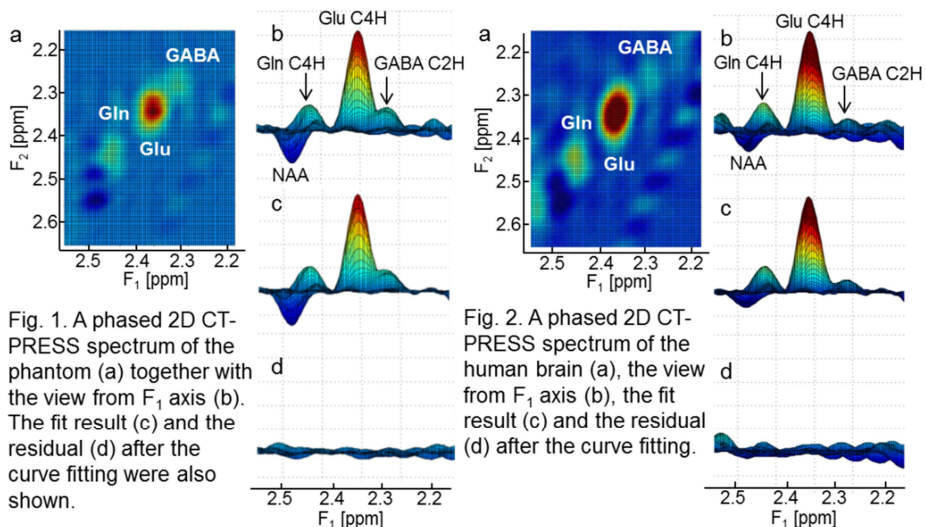 a
2.2
2.3
2.4
2.5
2.6
F2 [ppm]
GABA
Gln
Glu
2.5 2.4 2.3 2.2
F1 [ppm]
b
Glu C4H
Gln C4H
GABA C2H
NAA
c
d
2.5 2.4 2.3
F1 [ppm]
Fig. 1. A phased 2D CT-
PRESS spectrum of the
phantom (a) together with
the view from F1 axis (b).
The fit result (c) and the
residual (d) after the
curve fitting were also
shown.
a
2.2
2.3
2.4
2.5
2.6
F2 [ppm]
GABA
Gln
Glu
2.5 2.4 2.3 2.2
F1 [ppm]
b
Glu C4H
Gln C4H
GABA C2H
NAA
c
d
2.5 2.4 2.3 2.2
F1 [ppm]
Fig. 2. A phased 2D CT-
PRESS spectrum of the
human brain (a), the view
from F1 axis (b), the fit
result (c) and the residual
(d) after the curve fitting.